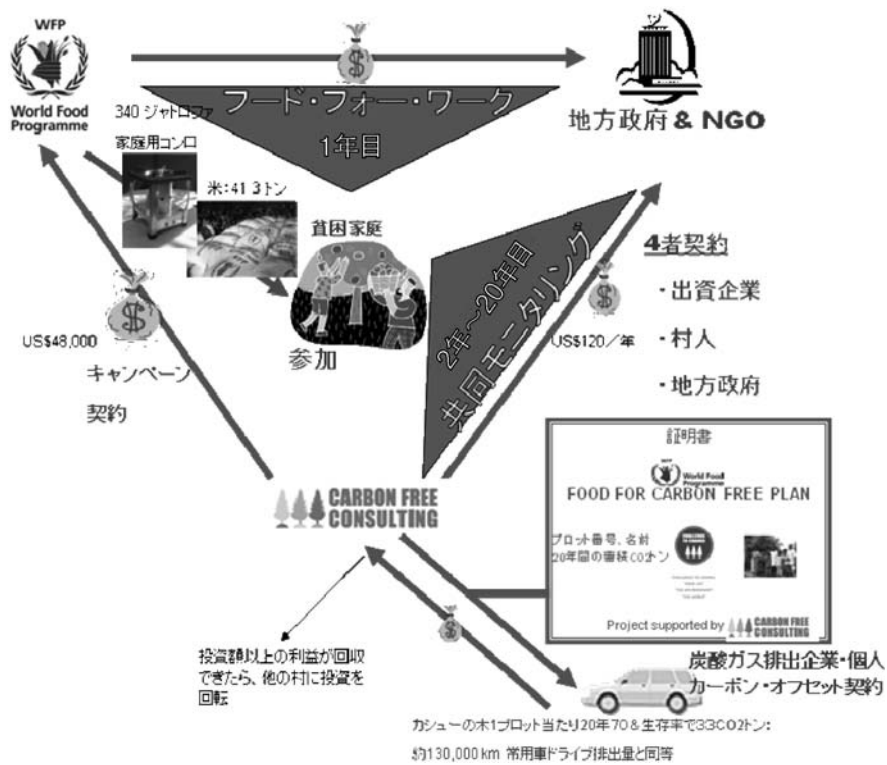 WFP
World Food
Programme
フード・フォー・ワーク
1年目
地方政府 & NGO
340 ジャトロファ
家庭用コンロ
米:41 3トン
貧困家庭
参加
2年～20年目
共同モニタリング
4者契約
・出資企業
・村人
・地方政府
US$120/年
US$48,000
キャンペーン
契約
CARBON FREE
CONSULTING
証明書
WFP
World Food
Programme
FOOD FOR CARBON FREE PLAN
プロット番号、名前
20年間の蓄積CO2トン
Project supported by CARBON FREE
CONSULTING
投資額以上の利益が回収
できたら、他の村に投資を
回転
炭酸ガス排出企業・個人
カーボン・オフセット契約
カシューの木1プロット当たり20年70&生存率で33CO2トン:
約130,000 km 常用車ドライブ排出量と同等